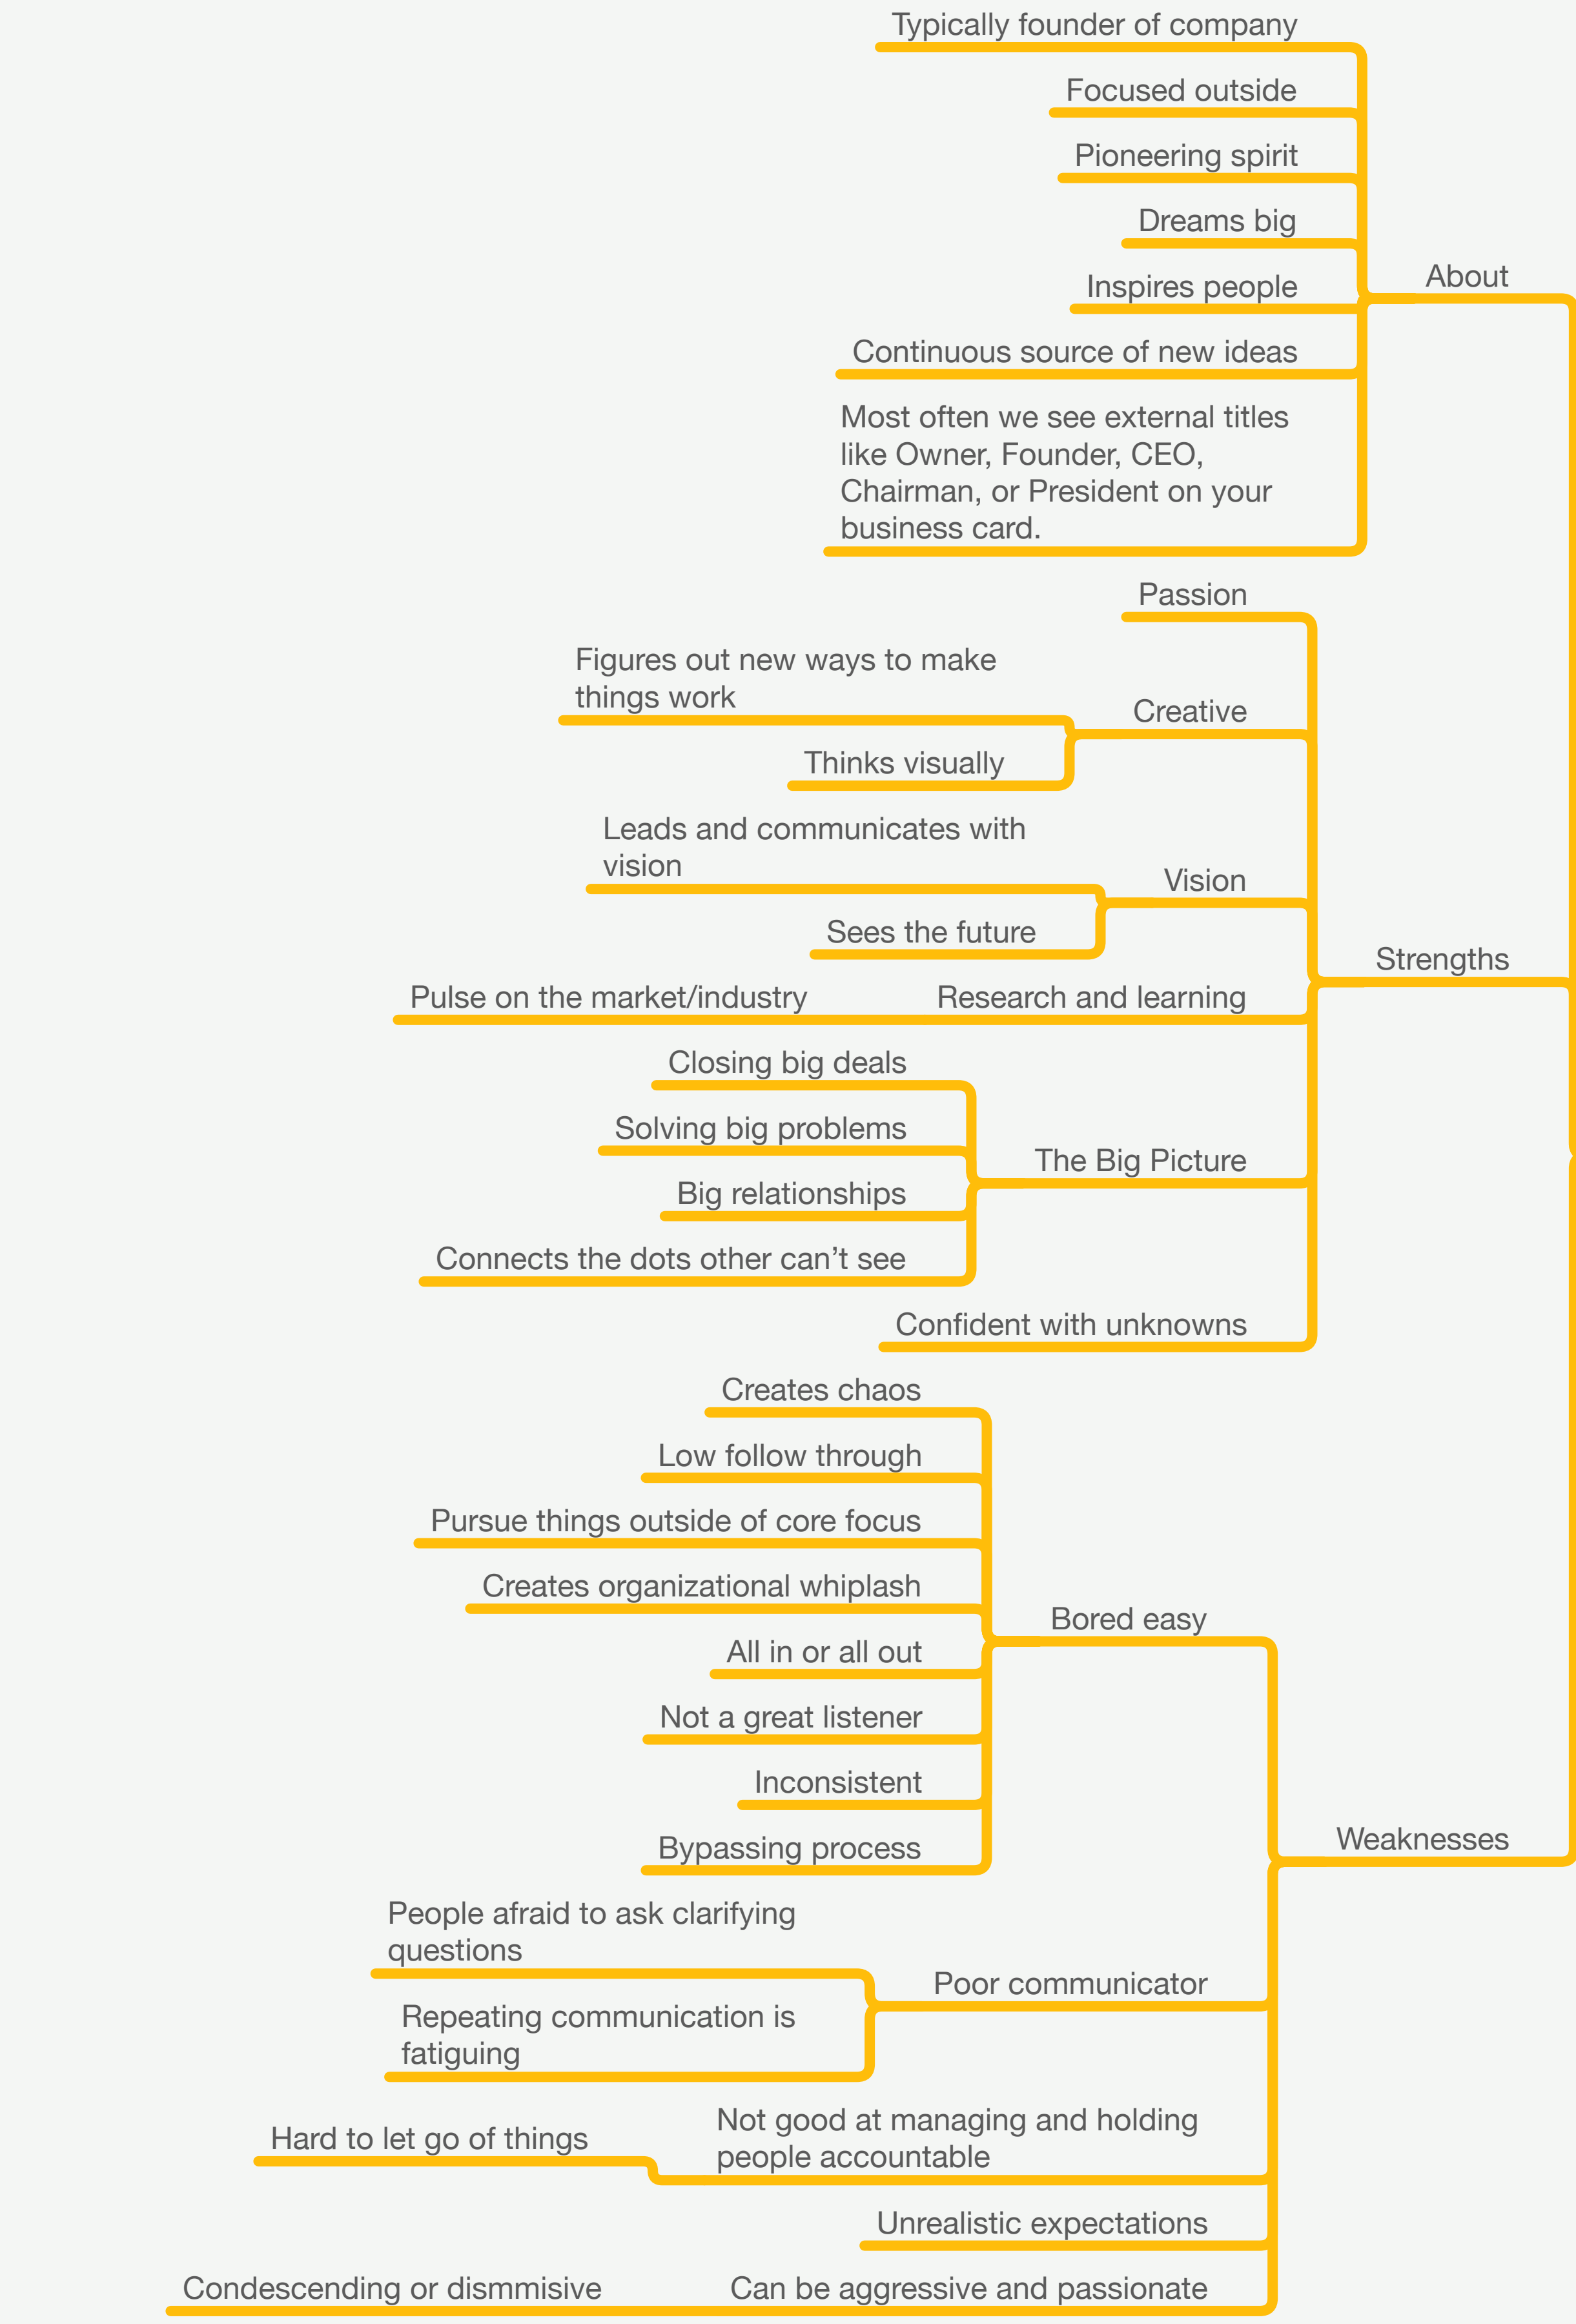 Typically founder of company
Focused outside
Pioneering spirit
Dreams big
Inspires people
About
Continuous source of new ideas
Most often we see external titles
like Owner, Founder, CEO,
Chairman, or President on your
business card.
Passion
Figures out new ways to make
things work
Creative
Thinks visually
Leads and communicates with
vision
Vision
Sees the future
Strengths
Pulse on the market/industry
Research and learning
Closing big deals
Solving big problems
The Big Picture
Big relationships
Connects the dots other can’t see
Confident with unknowns
Creates chaos
Low follow through
Pursue things outside of core focus
Creates organizational whiplash
Bored easy
All in or all out
Not a great listener
Inconsistent
Bypassing process
Weaknesses
People afraid to ask clarifying
questions
Poor communicator
Repeating communication is
fatiguing
Hard to let go of things
Not good at managing and holding
people accountable
Unrealistic expectations
Condescending or dismmisive
Can be aggressive and passionate